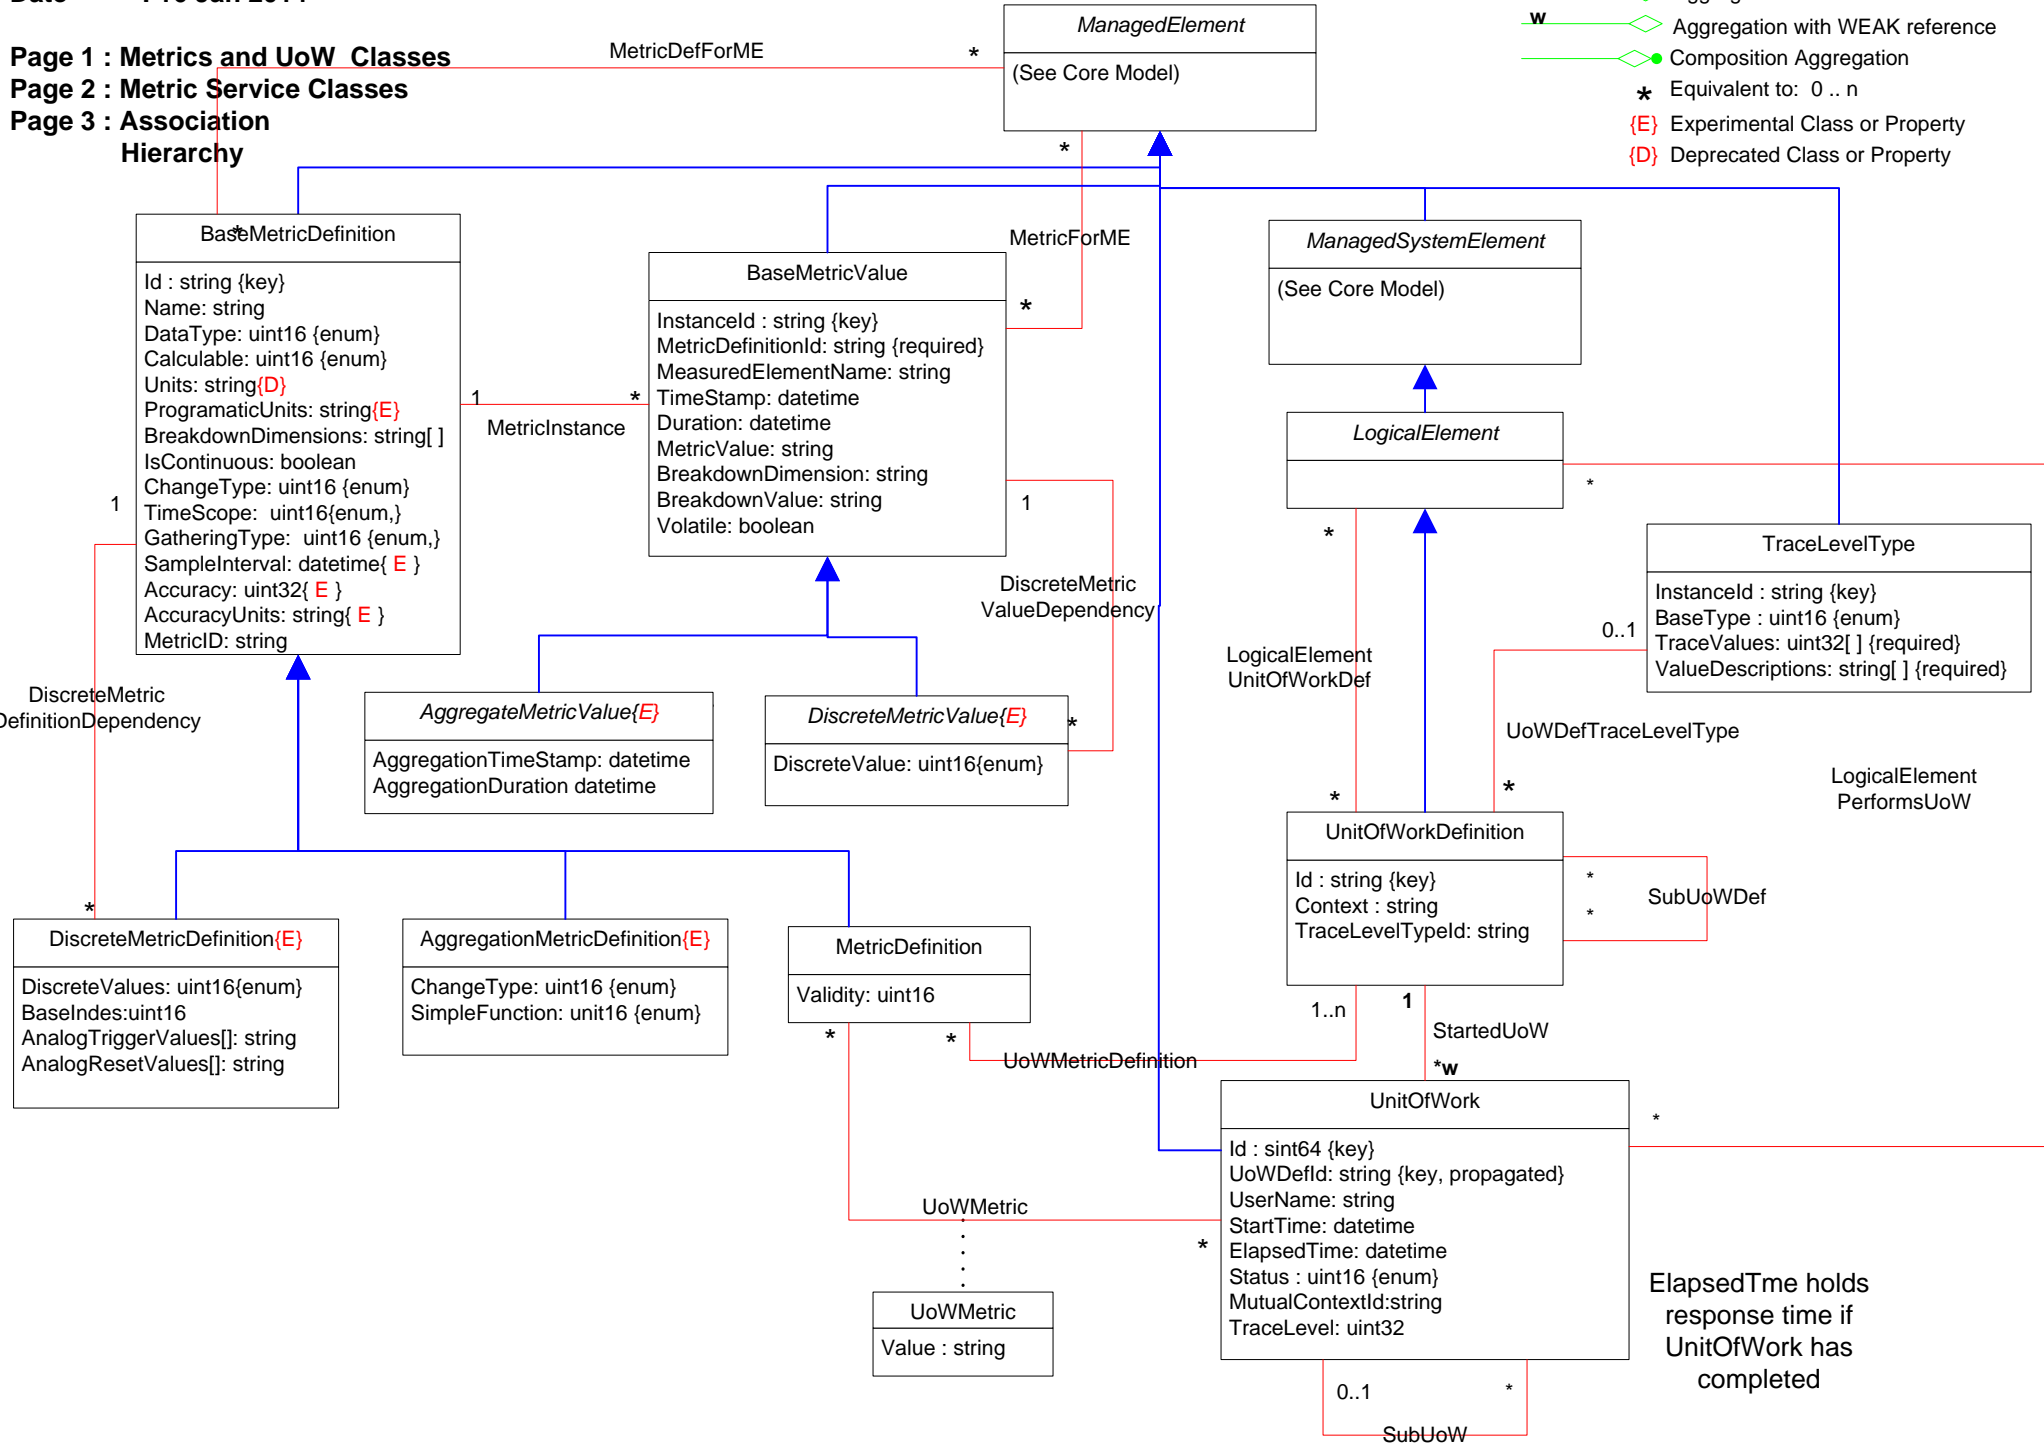 Page 1 : Metrics and UoW Classes
Page 2 : Metric Service Classes
Page 3 : Association
Hierarchy
w
Aggregation with WEAK reference
Composition Aggregation
* Equivalent to: 0 .. n
{E} Experimental Class or Property
{D} Deprecated Class or Property
ManagedElement
(See Core Model)
MetricDefForME
*
*
*
MetricForME
*
BaseMetricDefinition
Id : string {key}
Name: string
DataType: uint16 {enum}
Calculable: uint16 {enum}
Units: string{D}
ProgramaticUnits: string{E}
BreakdownDimensions: string[ ]
IsContinuous: boolean
ChangeType: uint16 {enum}
TimeScope: uint16{enum,}
GatheringType: uint16 {enum,}
SampleInterval: datetime{ E }
Accuracy: uint32{ E }
AccuracyUnits: string{ E }
MetricID: string
1
*
MetricInstance
BaseMetricValue
InstanceId : string {key}
MetricDefinitionId: string {required}
MeasuredElementName: string
TimeStamp: datetime
Duration: datetime
MetricValue: string
BreakdownDimension: string
BreakdownValue: string
Volatile: boolean
1
DiscreteMetric
ValueDependency
*
ManagedSystemElement
(See Core Model)
LogicalElement
*
*
LogicalElement
UnitOfWorkDef
*
TraceLevelType
InstanceId : string {key}
BaseType : uint16 {enum}
TraceValues: uint32[ ] {required}
ValueDescriptions: string[ ] {required}
0..1
UoWDefTraceLevelType
*
LogicalElement
PerformsUoW
1
DiscreteMetric
DefinitionDependency
*
AggregateMetricValue{E}
AggregationTimeStamp: datetime
AggregationDuration datetime
DiscreteMetricValue{E}
DiscreteValue: uint16{enum}
UnitOfWorkDefinition
Id : string {key}
Context : string
TraceLevelTypeId: string
*
*
SubUoWDef
DiscreteMetricDefinition{E}
DiscreteValues: uint16{enum}
BaseIndes:uint16
AnalogTriggerValues[]: string
AnalogResetValues[]: string
AggregationMetricDefinition{E}
ChangeType: uint16 {enum}
SimpleFunction: unit16 {enum}
MetricDefinition
Validity: uint16
*
*
UoWMetricDefinition
1..n
1
StartedUoW
*w
UnitOfWork
Id : sint64 {key}
UoWDefId: string {key, propagated}
UserName: string
StartTime: datetime
ElapsedTime: datetime
Status : uint16 {enum}
MutualContextId:string
TraceLevel: uint32
*
UoWMetric
*
UoWMetric
Value : string
ElapsedTme holds
response time if
UnitOfWork has
completed
0..1
*
SubUoW